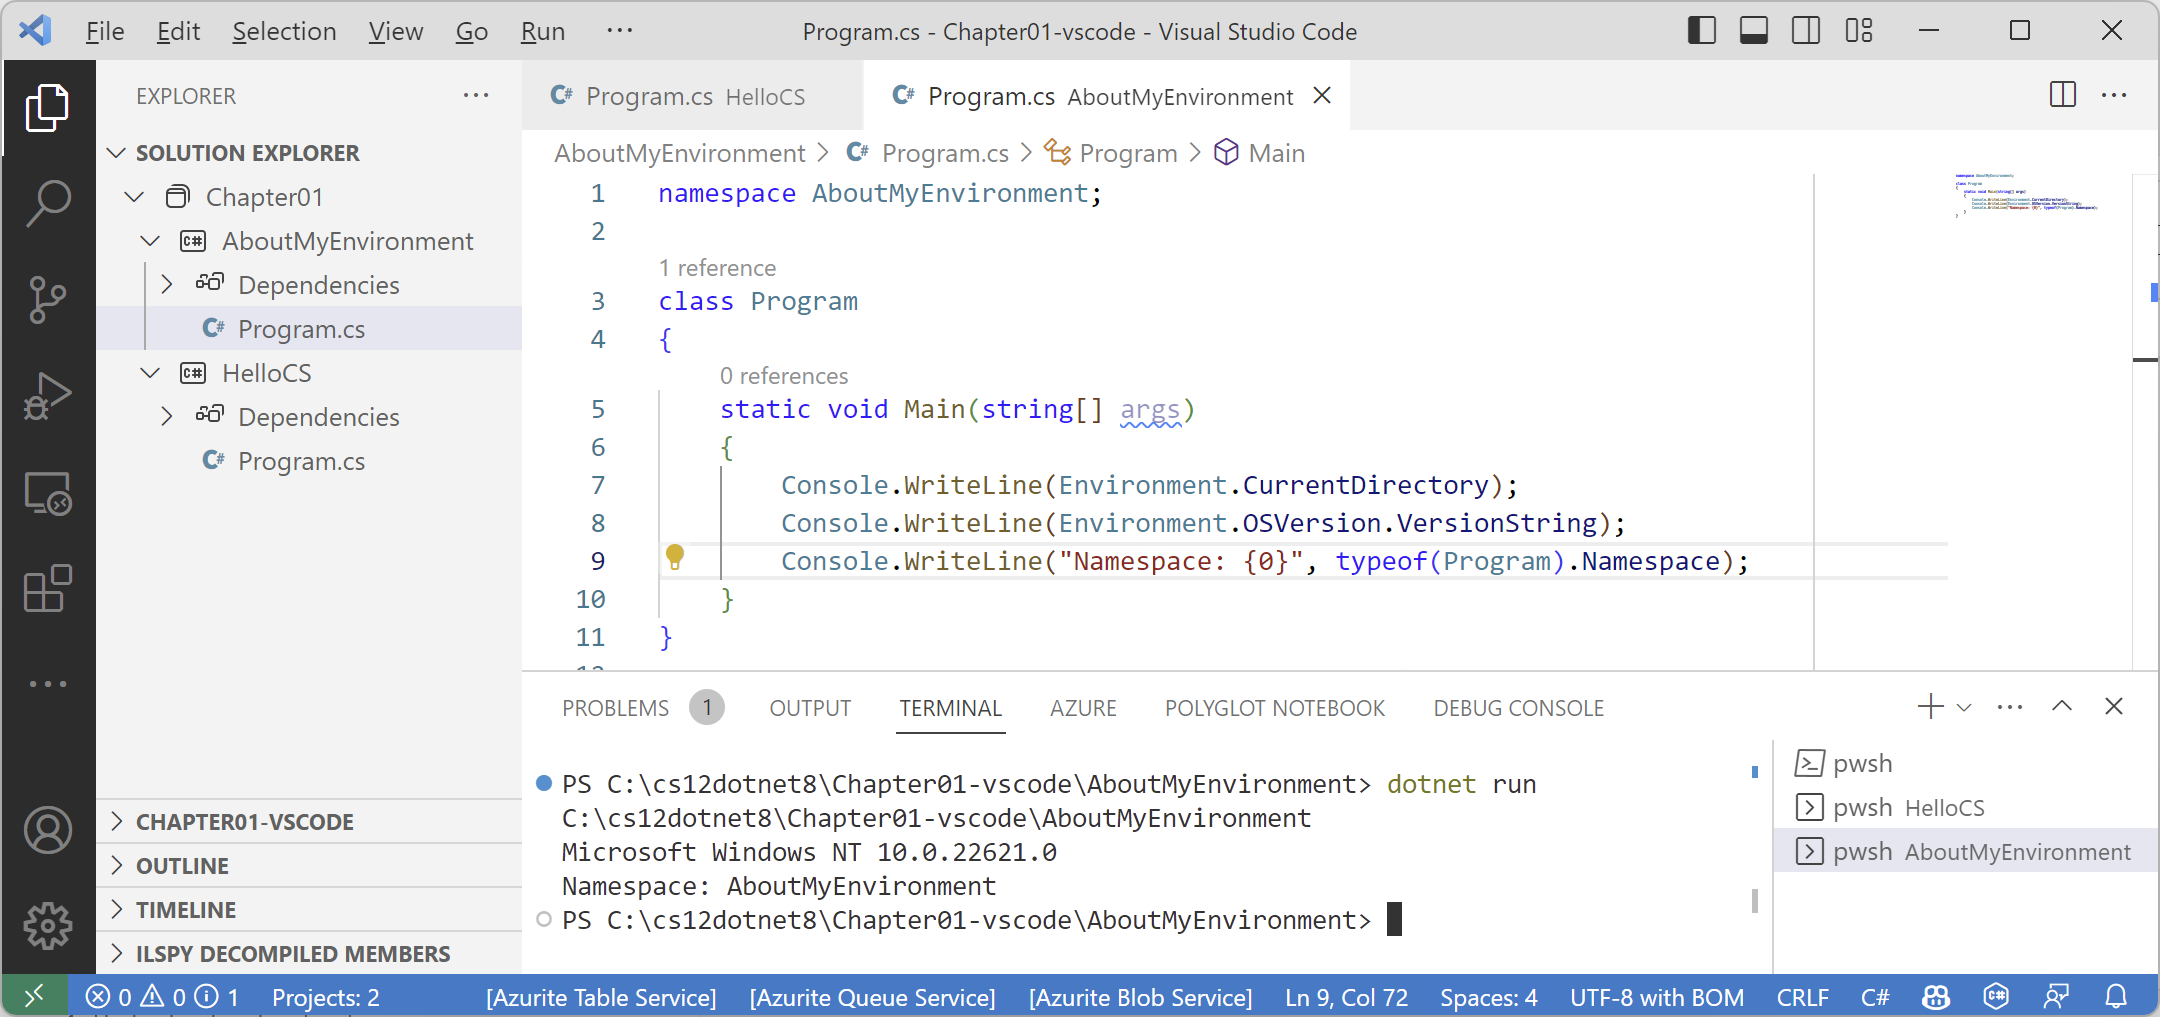 File Edit Selection View Go Run ··· Program.cs - Chapter01-vscode - Visual Studio Code
EXPLORER ···
SOLUTION EXPLORER
Chapter01
C# AboutMyEnvironment
Dependencies
C# Program.cs
C# HelloCS
Dependencies
C# Program.cs
CHAPTER01-VSCODE
OUTLINE
TIMELINE
ILSPY DECOMPILED MEMBERS
C# Program.cs HelloCS
C# Program.cs AboutMyEnvironment
AboutMyEnvironment > C# Program.cs > Program > Main
1 namespace AboutMyEnvironment;
2
1 reference
3 class Program
4 {
0 references
5 static void Main(string[] args)
6 {
7 Console.WriteLine(Environment.CurrentDirectory);
8 Console.WriteLine(Environment.OSVersion.VersionString);
9 Console.WriteLine("Namespace: {0}", typeof(Program).Namespace);
10 }
11 }
12
PROBLEMS 1 OUTPUT TERMINAL AZURE POLYGLOT NOTEBOOK DEBUG CONSOLE
PS C:\cs12dotnet8\Chapter01-vscode\AboutMyEnvironment> dotnet run
C:\cs12dotnet8\Chapter01-vscode\AboutMyEnvironment
Microsoft Windows NT 10.0.22621.0
Namespace: AboutMyEnvironment
PS C:\cs12dotnet8\Chapter01-vscode\AboutMyEnvironment>
pwsh
pwsh HelloCS
pwsh AboutMyEnvironment
0 0 1 Projects: 2 [Azurite Table Service] [Azurite Queue Service] [Azurite Blob Service] Ln 9, Col 72 Spaces: 4 UTF-8 with BOM CRLF C#